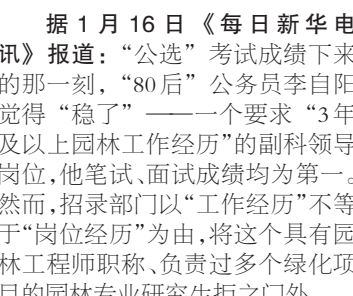 据 1 月 16 日《每日新华电
讯》报道：“公选”考试成绩下来
的那一刻，“80后”公务员李自阳
觉得“稳了”——一个要求“3年
及以上园林工作经历”的副科领导
岗位，他笔试、面试成绩均为第一。
然而，招录部门以“工作经历”不等
于“岗位经历”为由，将这个具有园
林工程师职称、负责过多个绿化项
目的园林专业研究生拒之门外